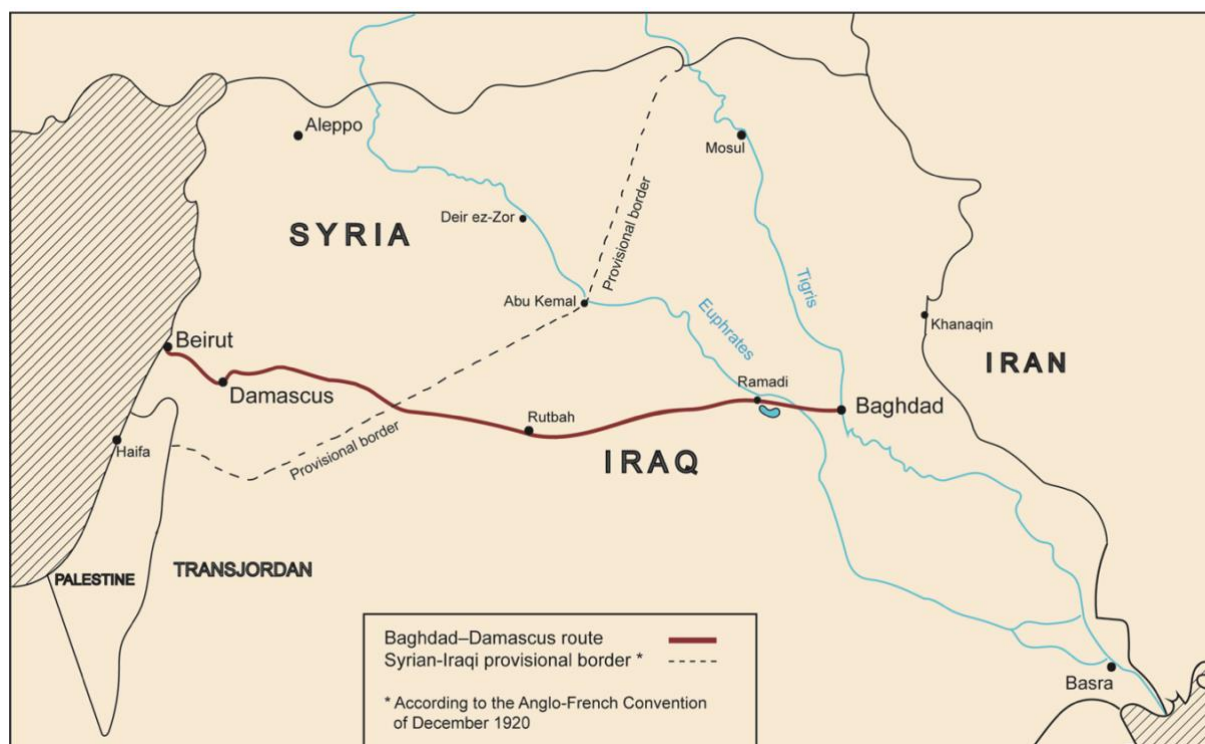 Aleppo
Mosul
Deir ez-Zor
SYRIA
Provisional border
Tigris
Abu Kemal
Euphrates
Khanaqin
Beirut
IRAN
Damascus
Ramadi
Baghdad
Rutbah
Haifa
Provisional border
IRAQ
PALESTINE
TRANSJORDAN
Baghdad–Damascus route
Syrian-Iraqi provisional border *
* According to the Anglo-French Convention
of December 1920
Basra